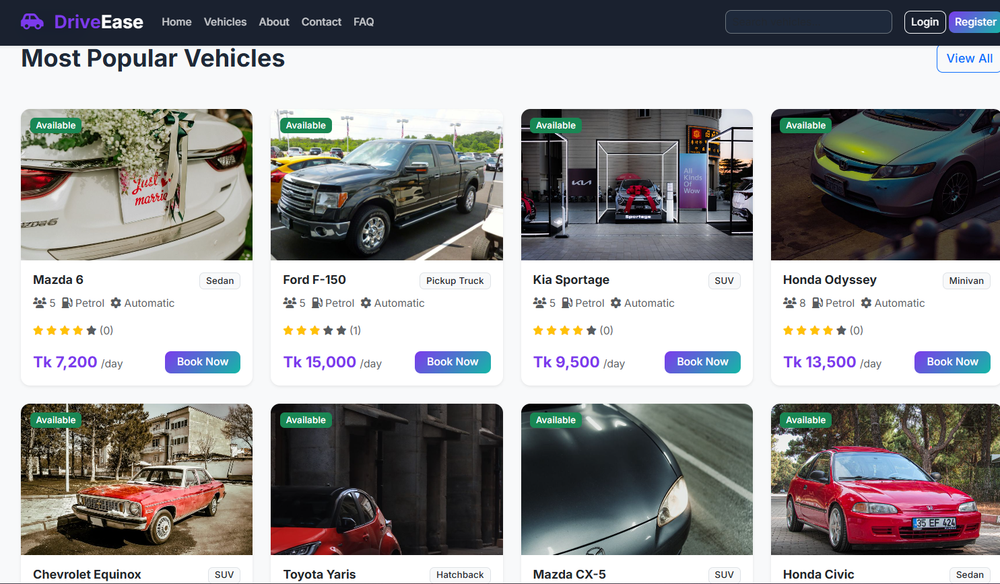 DriveEase Home Vehicles About Contact FAQ Login Register
Most Popular Vehicles View All
Available Available Available Available
Just
married
mazda6
KIA
All
Kinds
Of
Wow
Sportage
Mazda 6 Sedan Ford F-150 Pickup Truck Kia Sportage SUV Honda Odyssey Minivan
5 Petrol Automatic 5 Petrol Automatic 5 Petrol Automatic 8 Petrol Automatic
(0) (1) (0) (0)
Tk 7,200 /day Book Now Tk 15,000 /day Book Now Tk 9,500 /day Book Now Tk 13,500 /day Book Now
Available Available Available Available
35 EF 424
Chevrolet Equinox SUV Toyota Yaris Hatchback Mazda CX-5 SUV Honda Civic Sedan